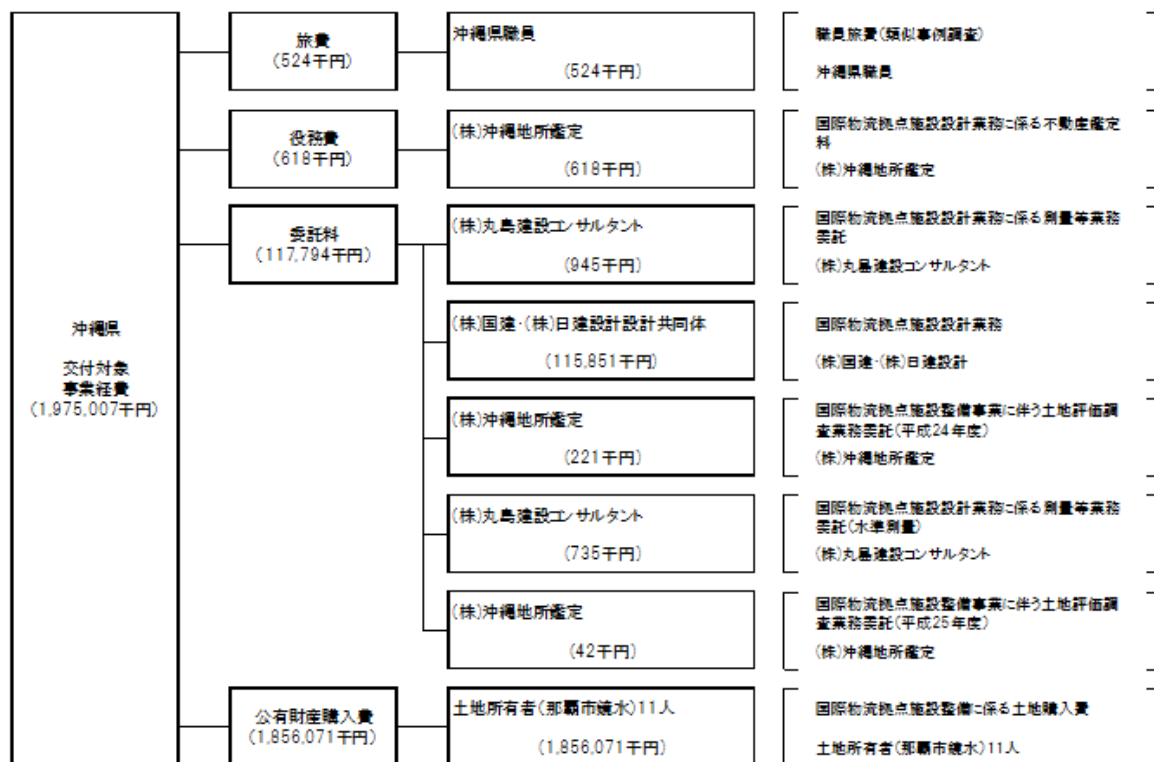 沖縄県
交付対象
事業経費
(1,975,007千円)
旅費
(524千円)
沖縄県職員
(524千円)
職員旅費(類似事例調査)
沖縄県職員
役務費
(618千円)
(株)沖縄地所鑑定
(618千円)
国際物流拠点施設設計業務に係る不動産鑑定
料
(株)沖縄地所鑑定
委託料
(117,794千円)
(株)丸島建設コンサルタント
(945千円)
国際物流拠点施設設計業務に係る測量等業務
委託
(株)丸島建設コンサルタント
(株)国建・(株)日建設計設計共同体
(115,851千円)
国際物流拠点施設設計業務
(株)国建・(株)日建設計
(株)沖縄地所鑑定
(221千円)
国際物流拠点施設整備事業に伴う土地評価調
査業務委託(平成24年度)
(株)沖縄地所鑑定
(株)丸島建設コンサルタント
(735千円)
国際物流拠点施設設計業務に係る測量等業務
委託(水準測量)
(株)丸島建設コンサルタント
(株)沖縄地所鑑定
(42千円)
国際物流拠点施設整備事業に伴う土地評価調
査業務委託(平成25年度)
(株)沖縄地所鑑定
公有財産購入費
(1,856,071千円)
土地所有者(那覇市鏡水)11人
(1,856,071千円)
国際物流拠点施設整備に係る土地購入費
土地所有者(那覇市鏡水)11人